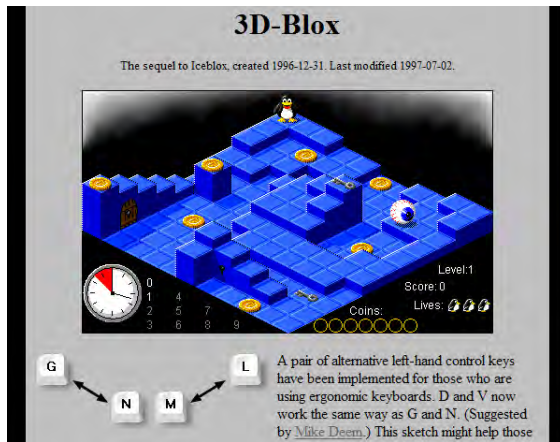 3D-Blox
The sequel to Iceblox, created 1996-12-31. Last modified 1997-07-02.
Level:1
Score: 0
Lives:
Coins:
0
1 4
2 5 7
3 6 8 9
G L
N M
A pair of alternative left-hand control keys
have been implemented for those who are
using ergonomic keyboards. D and V now
work the same way as G and N. (Suggested
by Mike Deem.) This sketch might help those